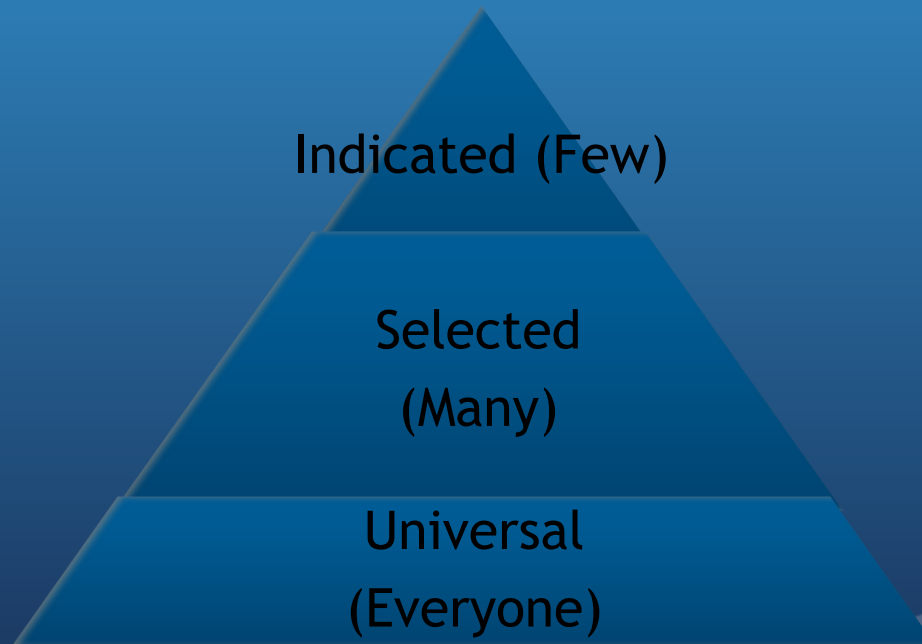 Indicated (Few)
Selected
(Many)
Universal
(Everyone)